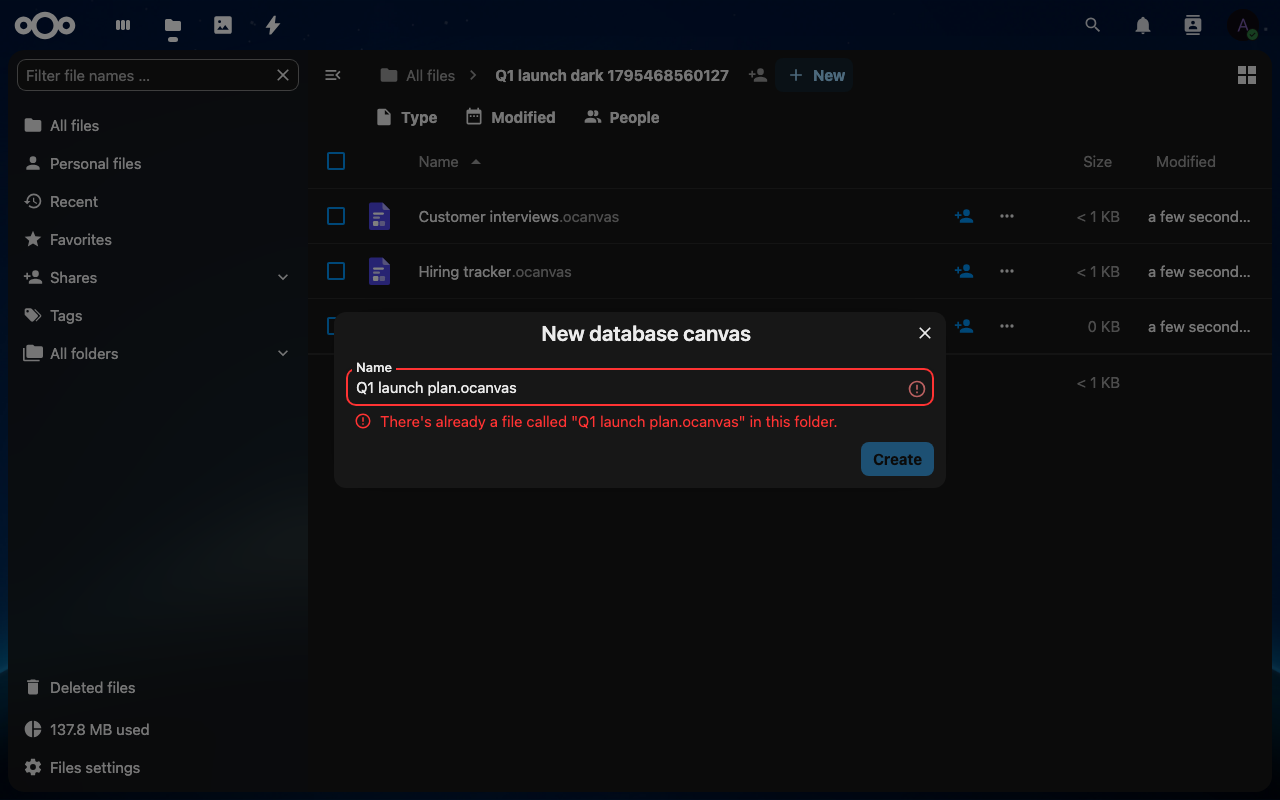 Filter file names ...
All files
Q1 launch dark 1795468560127
New
Type
Modified
People
All files
Personal files
Recent
Favorites
Shares
Tags
All folders
Name
Size
Modified
Customer interviews.ocanvas
< 1 KB
a few second...
Hiring tracker.ocanvas
< 1 KB
a few second...
0 KB
a few second...
< 1 KB
New database canvas
Name
Q1 launch plan.ocanvas
There's already a file called "Q1 launch plan.ocanvas" in this folder.
Create
Deleted files
137.8 MB used
Files settings
A